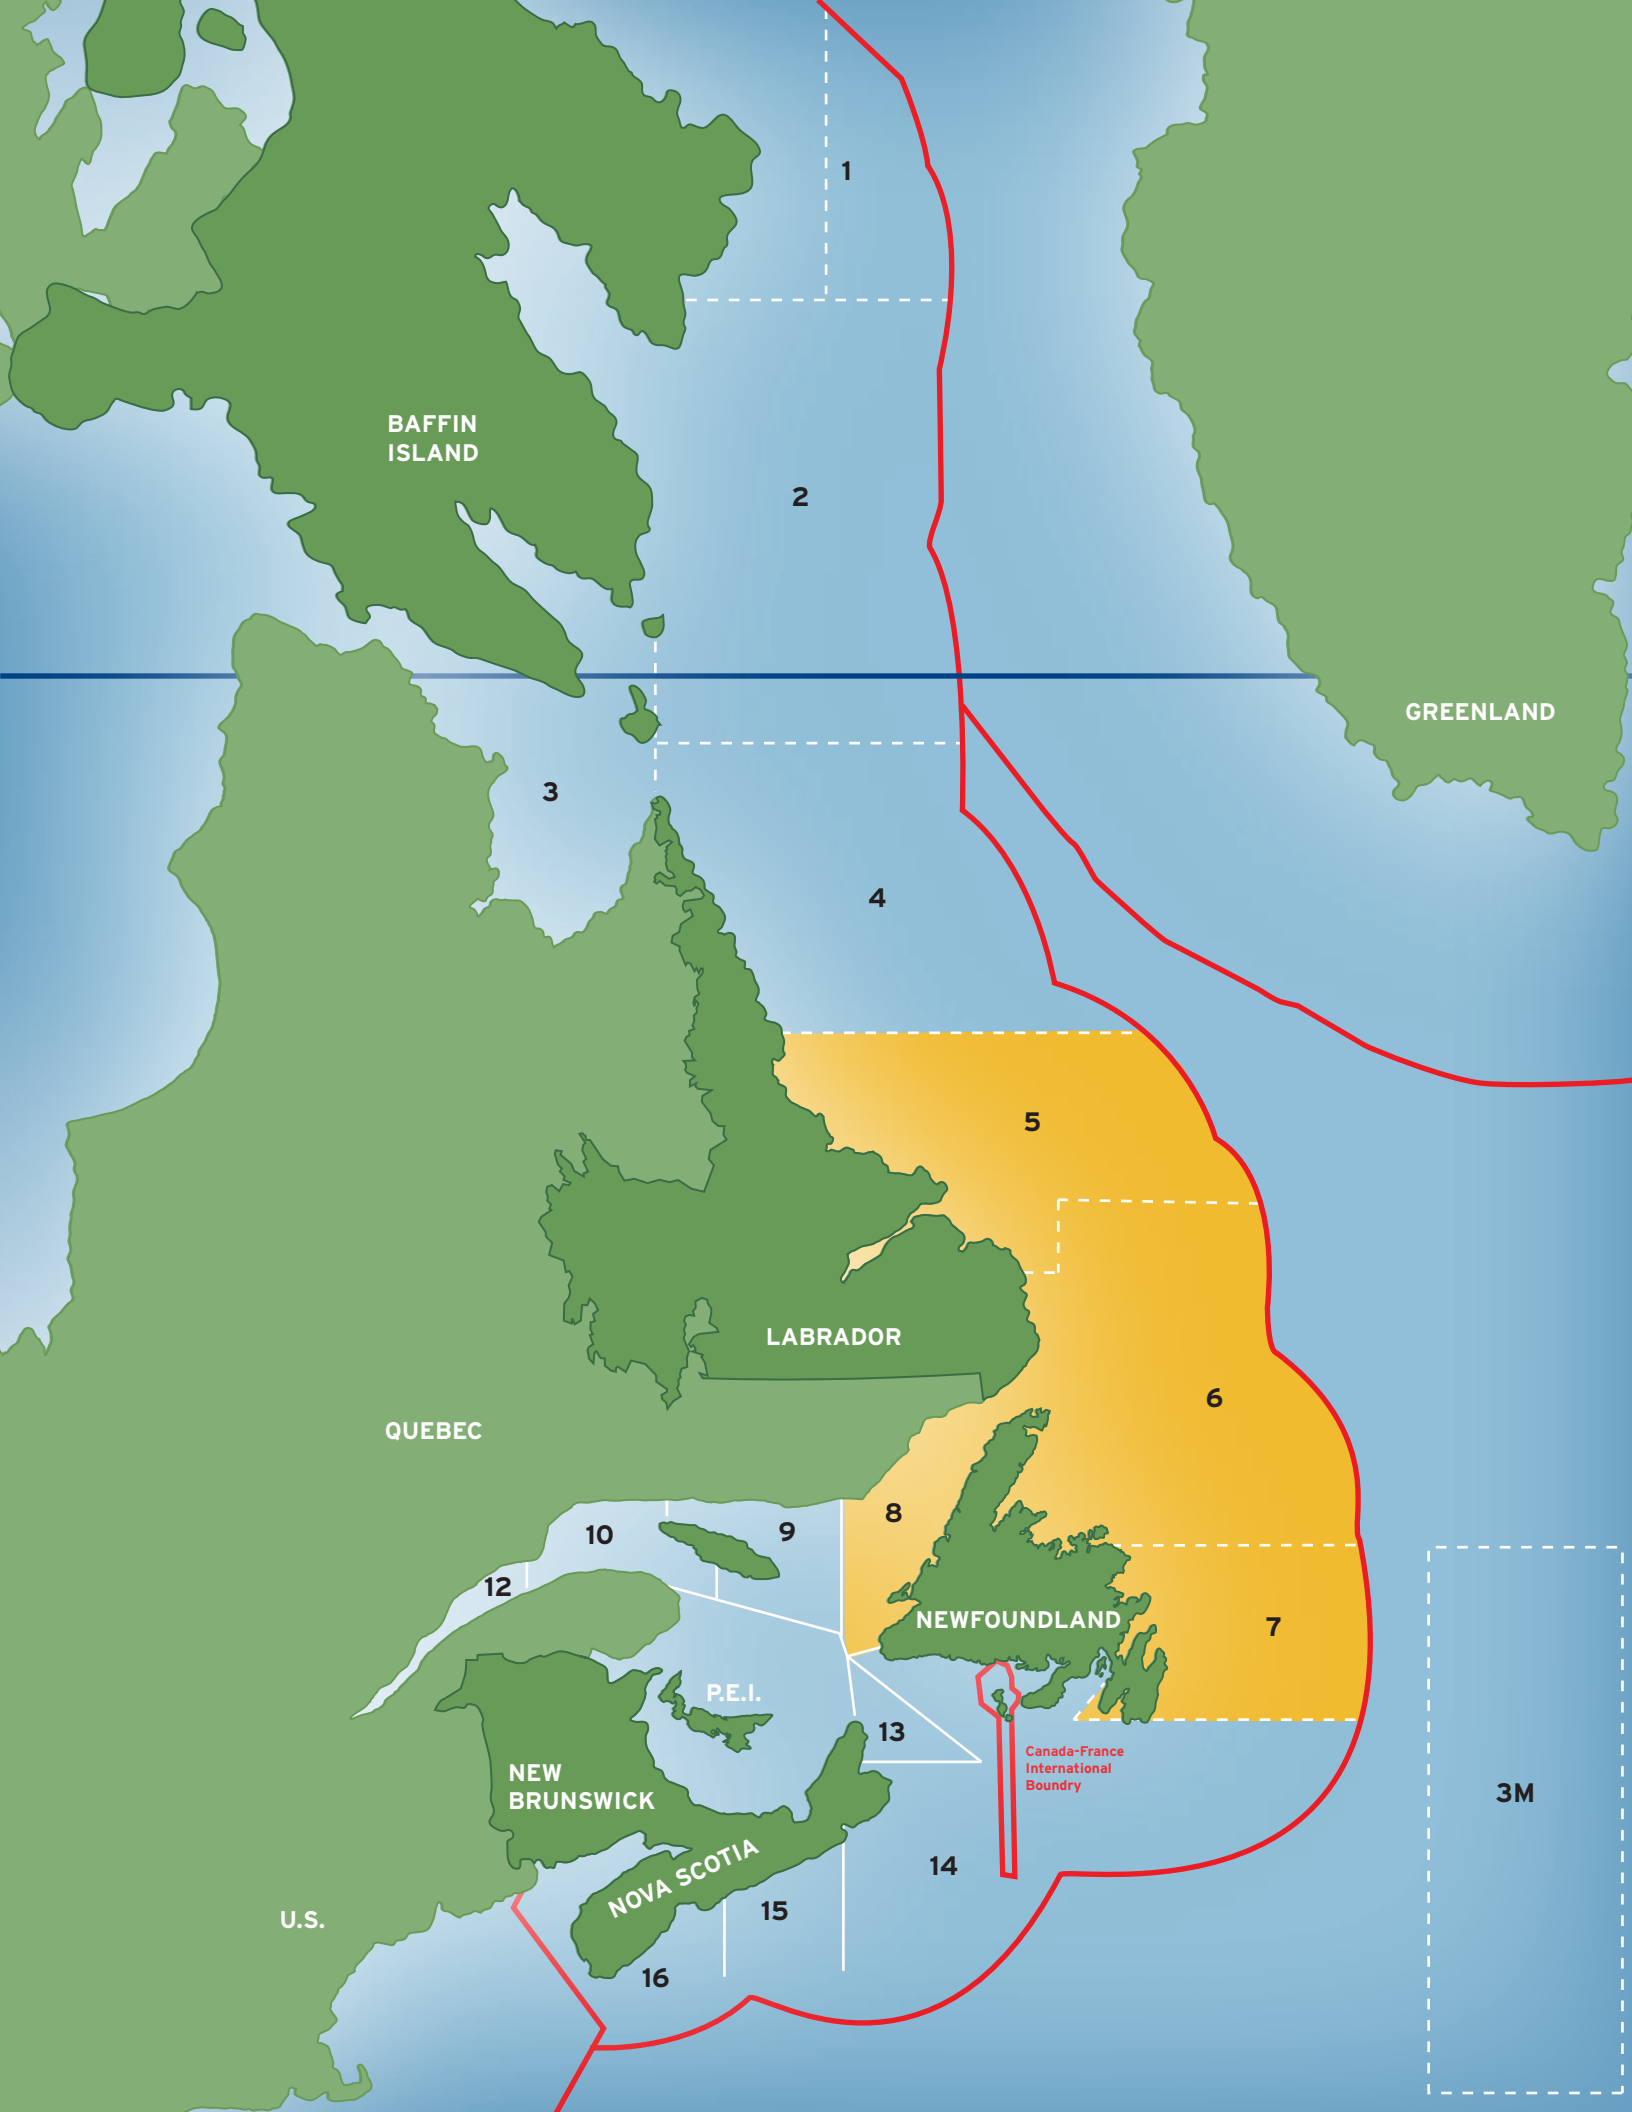 1
BAFFIN
ISLAND
2
GREENLAND
3
4
5
LABRADOR
6
QUEBEC
8
10
9
12
NEWFOUNDLAND
7
P.E.I.
13
Canada-France
International
Boundry
NEW
BRUNSWICK
3M
NOVA SCOTIA
14
15
U.S.
16